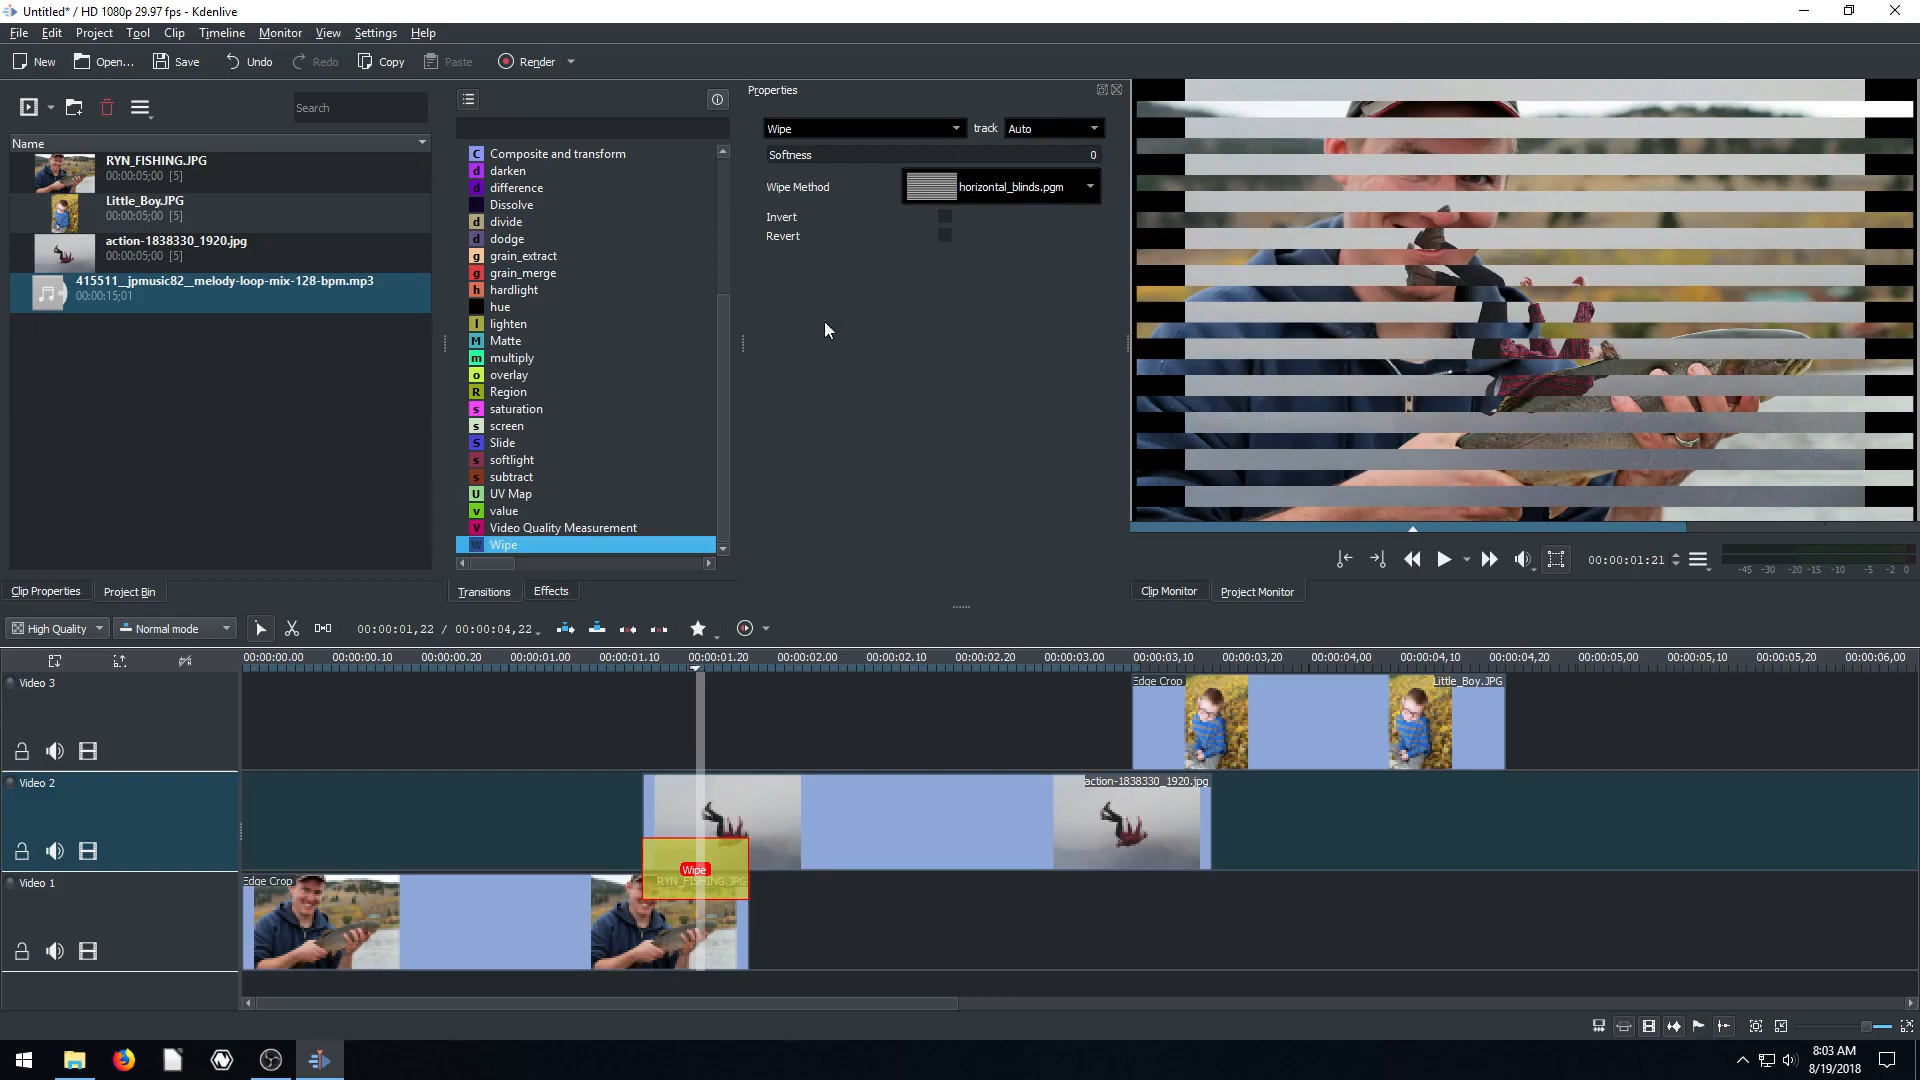 Untitled* / HD 1080p 29.97 fps - Kdenlive
File Edit Project Tool Clip Timeline Monitor View Settings Help
New Open... Save Undo Redo Copy Paste Render
Search
Name
RYN_FISHING.JPG
00:00:05;00 [5]
Little_Boy.JPG
00:00:05;00 [5]
action-1838330_1920.jpg
00:00:05;00 [5]
415511__jpmusic82__melody-loop-mix-128-bpm.mp3
00:00:15;01
Clip Properties Project Bin
C Composite and transform
d darken
d difference
Dissolve
d divide
d dodge
g grain_extract
g grain_merge
h hardlight
hue
l lighten
M Matte
m multiply
o overlay
R Region
s saturation
s screen
S Slide
s softlight
s subtract
U UV Map
v value
V Video Quality Measurement
W Wipe
Transitions Effects
Properties
Wipe track Auto
Softness 0
Wipe Method horizontal_blinds.pgm
Invert
Revert
00:00:01:21
-45 -30 -20 -15 -10 -5 -2 0
Clip Monitor Project Monitor
High Quality Normal mode 00:00:01,22 / 00:00:04,22
00:00:00.00 00:00:00.10 00:00:00.20 00:00:01.00 00:00:01.10 00:00:01.20 00:00:02.00 00:00:02.10 00:00:02.20 00:00:03.00 00:00:03,10 00:00:03,20 00:00:04,00 00:00:04,10 00:00:04,20 00:00:05,00 00:00:05,10 00:00:05,20 00:00:06,00
Video 3
Edge Crop Little_Boy.JPG
Video 2
action-1838330_1920.jpg
Wipe
Video 1
Edge Crop RYN_FISHING.JPG
8:03 AM
8/19/2018